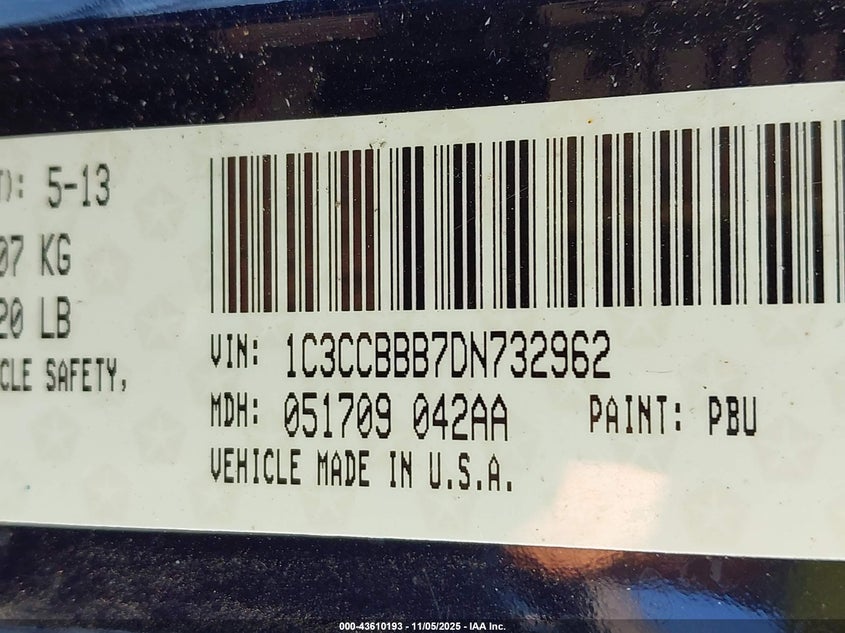 T): 5-13
07 KG
20 LB
CLE SAFETY,
VIN: 1C3CCBBB7DN732962
MDH: 051709 042AA PAINT: PBU
VEHICLE MADE IN U.S.A.
000-43610193 - 11/05/2025 - IAA Inc.